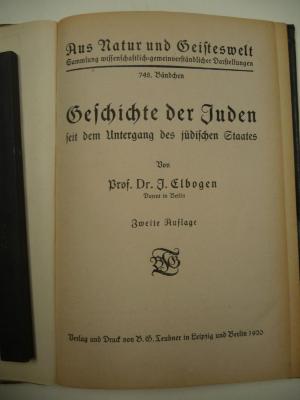 Aus Natur und Geisteswelt
Sammlung wissenschaftlich-gemeinverständlicher Darstellungen
748. Bändchen
Geschichte der Juden
seit dem Untergang des jüdischen Staates
Von
Prof. Dr. J. Elbogen
Dozent in Berlin
Zweite Auflage
Verlag und Druck von B. G. Teubner in Leipzig und Berlin 1920